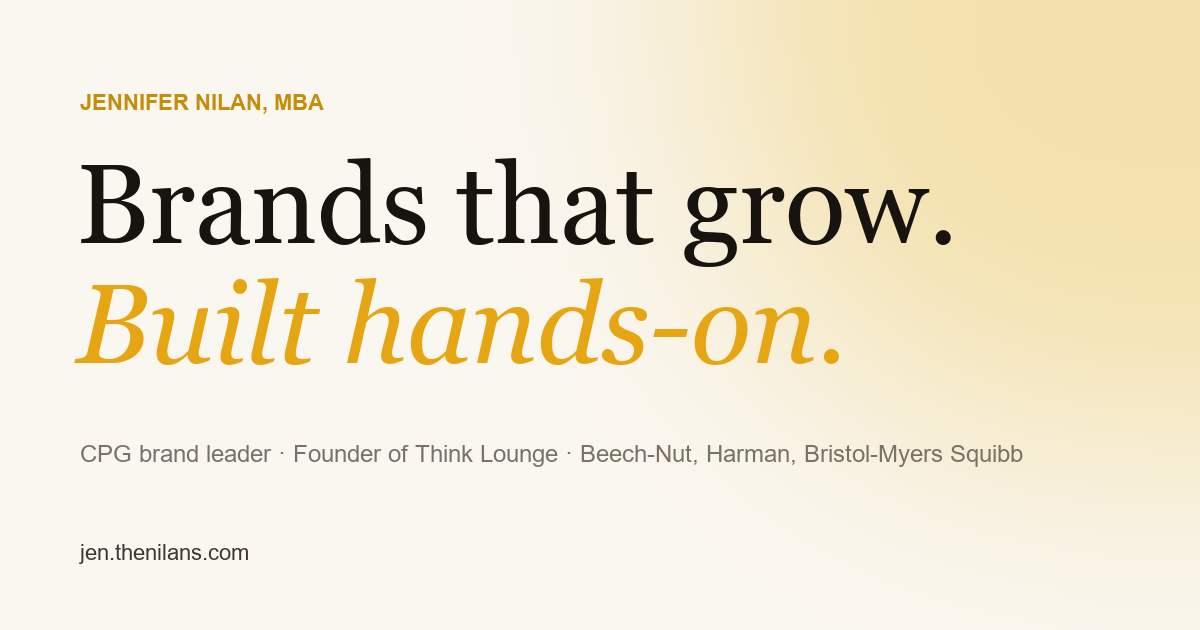 JENNIFER NILAN, MBA
Brands that grow.
Built hands-on.
CPG brand leader · Founder of Think Lounge · Beech-Nut, Harman, Bristol-Myers Squibb
jen.thenilans.com